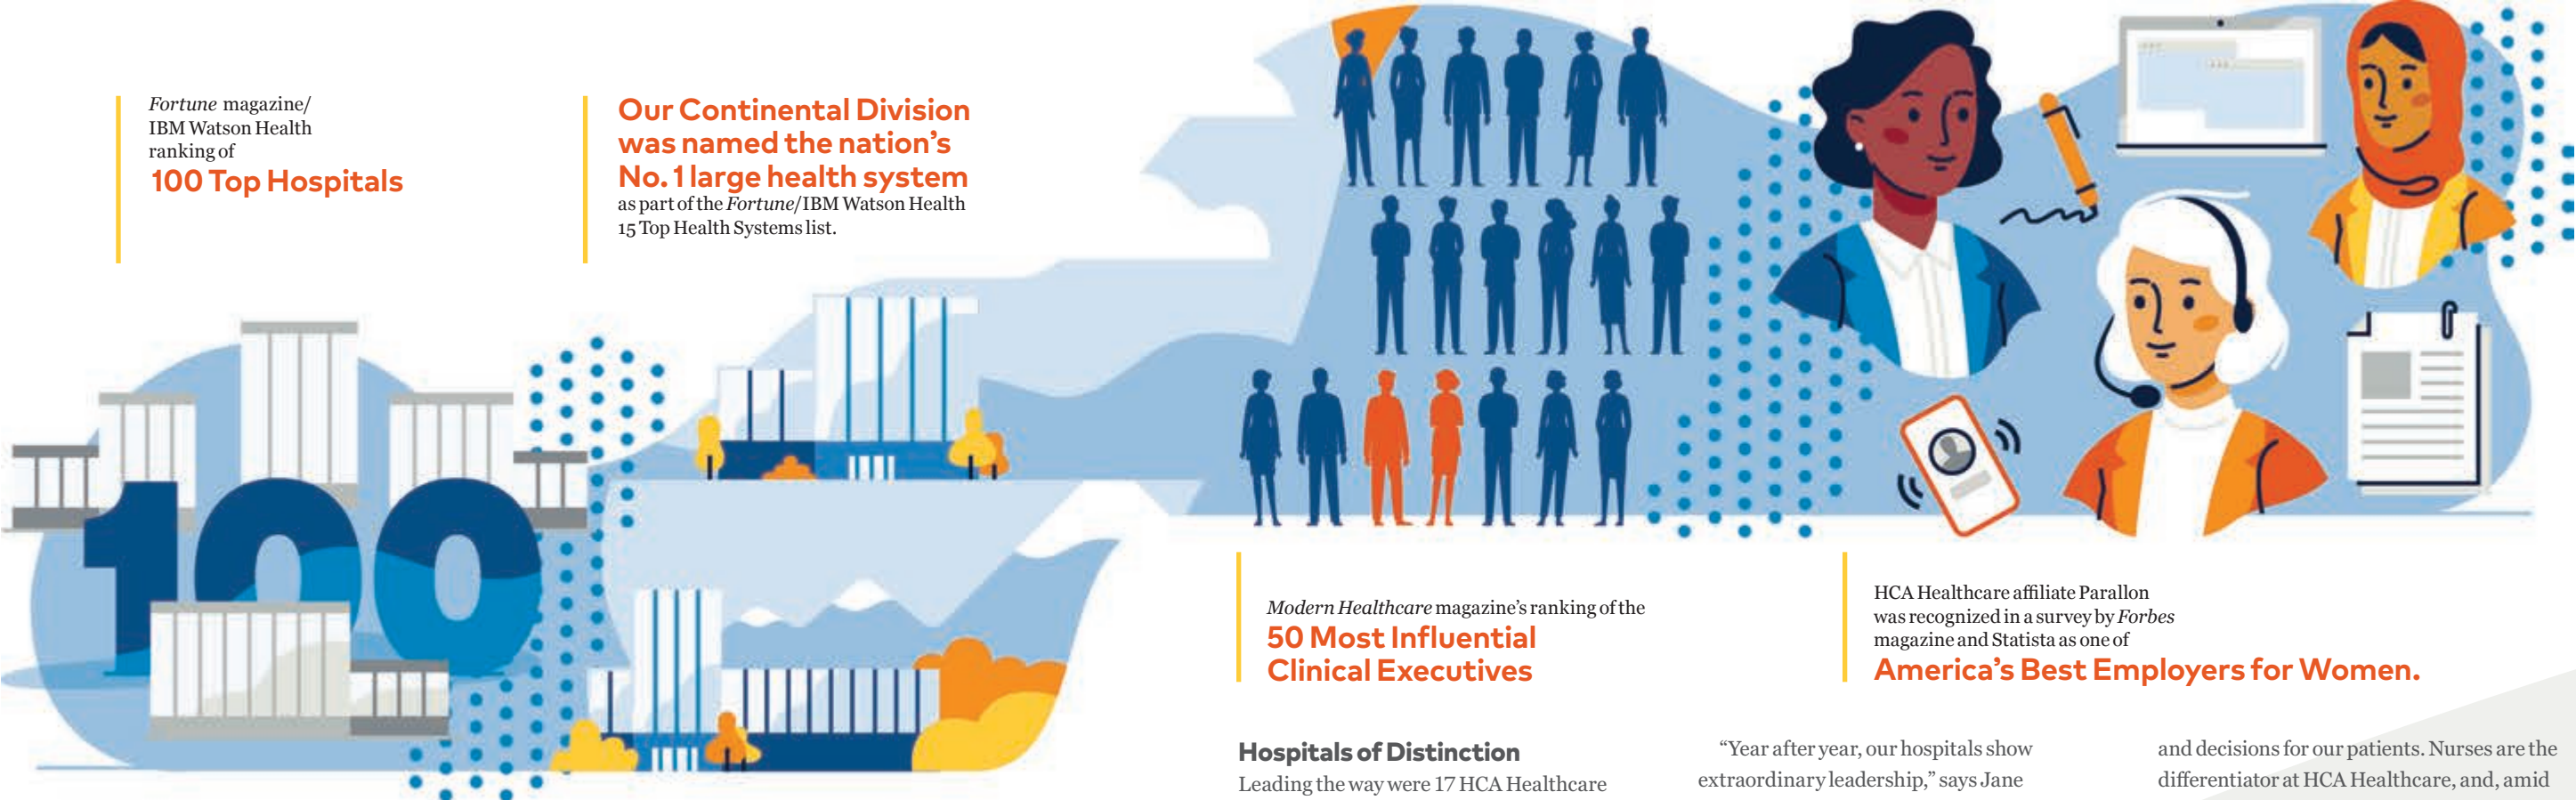 Fortune magazine/
IBM Watson Health
ranking of
100 Top Hospitals
Our Continental Division
was named the nation’s
No. 1 large health system
as part of the Fortune/IBM Watson Health
15 Top Health Systems list.
100
Modern Healthcare magazine’s ranking of the
50 Most Influential
Clinical Executives
HCA Healthcare affiliate Parallon
was recognized in a survey by Forbes
magazine and Statista as one of
America’s Best Employers for Women.
Hospitals of Distinction
Leading the way were 17 HCA Healthcare
“Year after year, our hospitals show
extraordinary leadership,” says Jane
and decisions for our patients. Nurses are the
differentiator at HCA Healthcare, and, amid